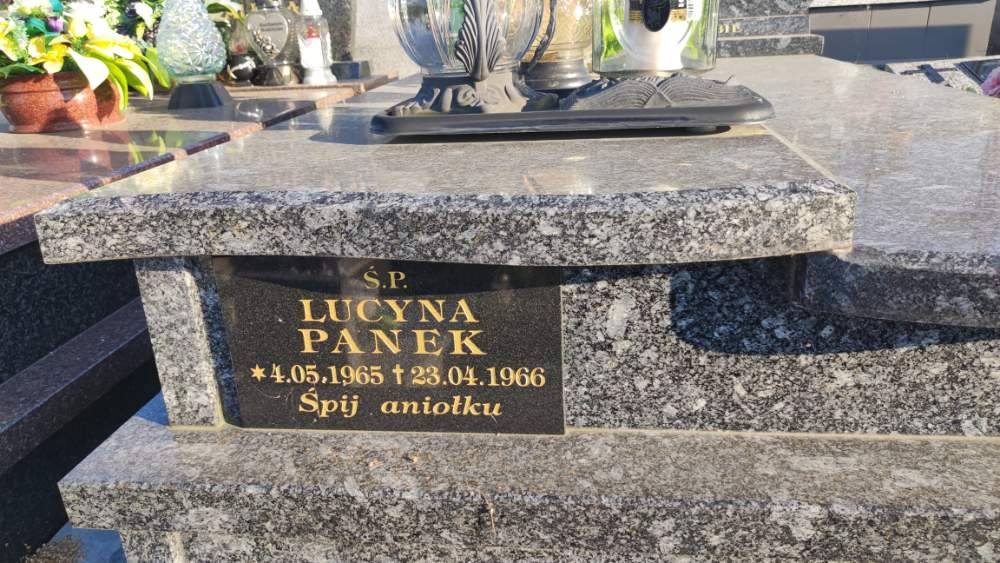 Ś.P.
LUCYNA
PANEK
*4.05.1965 †23.04.1966
Śpij aniołku